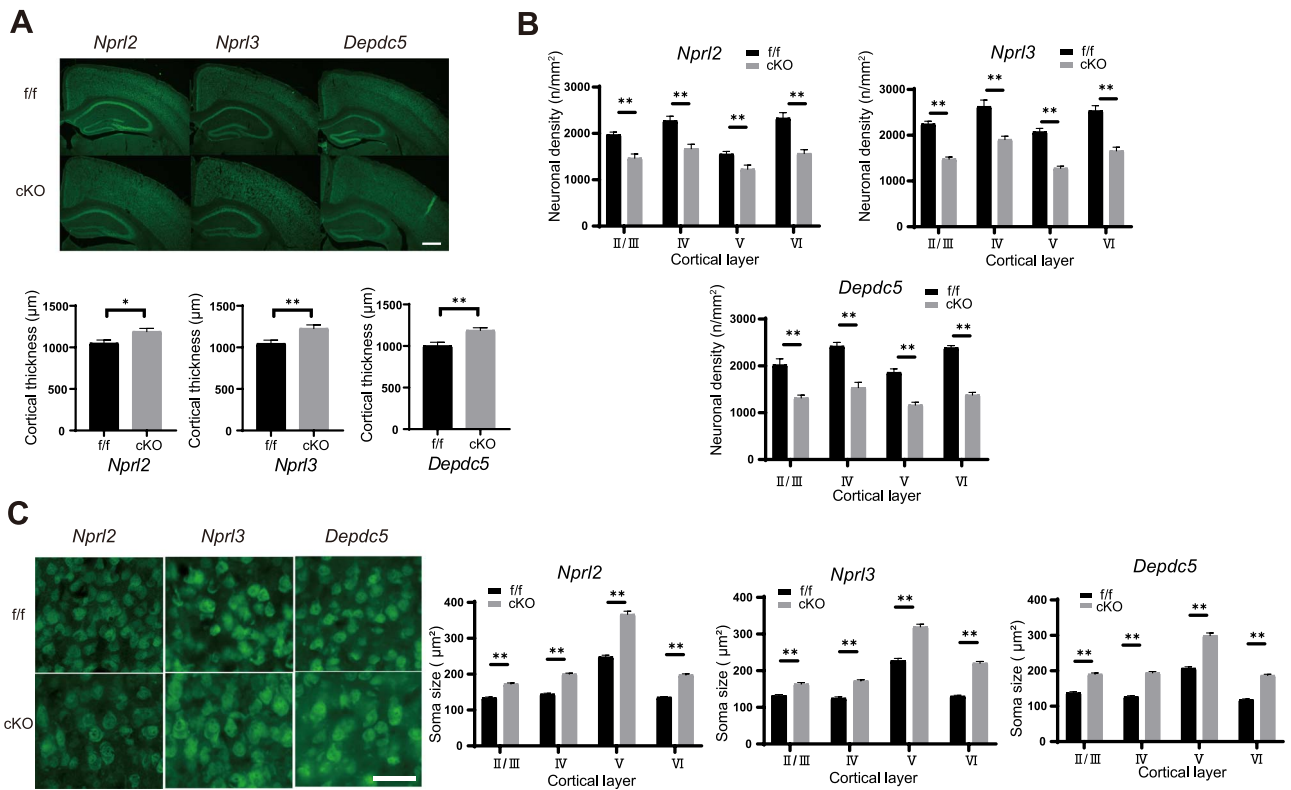 A
Nprl2 Nprl3 Depdc5
f/f
cKO
Cortical thickness (μm)
1500
1000
500
0
*
f/f cKO
Nprl2
Cortical thickness (μm)
1500
1000
500
0
**
f/f cKO
Nprl3
Cortical thickness (μm)
1500
1000
500
0
**
f/f cKO
Depdc5
B
Nprl2
f/f
cKO
Neuronal density (n/mm²)
3000
2000
1000
0
** ** ** **
Ⅱ/Ⅲ Ⅳ Ⅴ Ⅵ
Cortical layer
Nprl3
f/f
cKO
Neuronal density (n/mm²)
3000
2000
1000
0
** ** ** **
Ⅱ/Ⅲ Ⅳ Ⅴ Ⅵ
Cortical layer
Depdc5
f/f
cKO
Neuronal density (n/mm²)
3000
2000
1000
0
** ** ** **
Ⅱ/Ⅲ Ⅳ Ⅴ Ⅵ
Cortical layer
C
Nprl2 Nprl3 Depdc5
f/f
cKO
Nprl2
f/f
cKO
Soma size ( μm²)
400
300
200
100
0
** ** ** **
Ⅱ/Ⅲ Ⅳ Ⅴ Ⅵ
Cortical layer
Nprl3
f/f
cKO
Soma size ( μm²)
400
300
200
100
0
** ** ** **
Ⅱ/Ⅲ Ⅳ Ⅴ Ⅵ
Cortical layer
Depdc5
f/f
cKO
Soma size ( μm²)
400
300
200
100
0
** ** ** **
Ⅱ/Ⅲ Ⅳ Ⅴ Ⅵ
Cortical layer